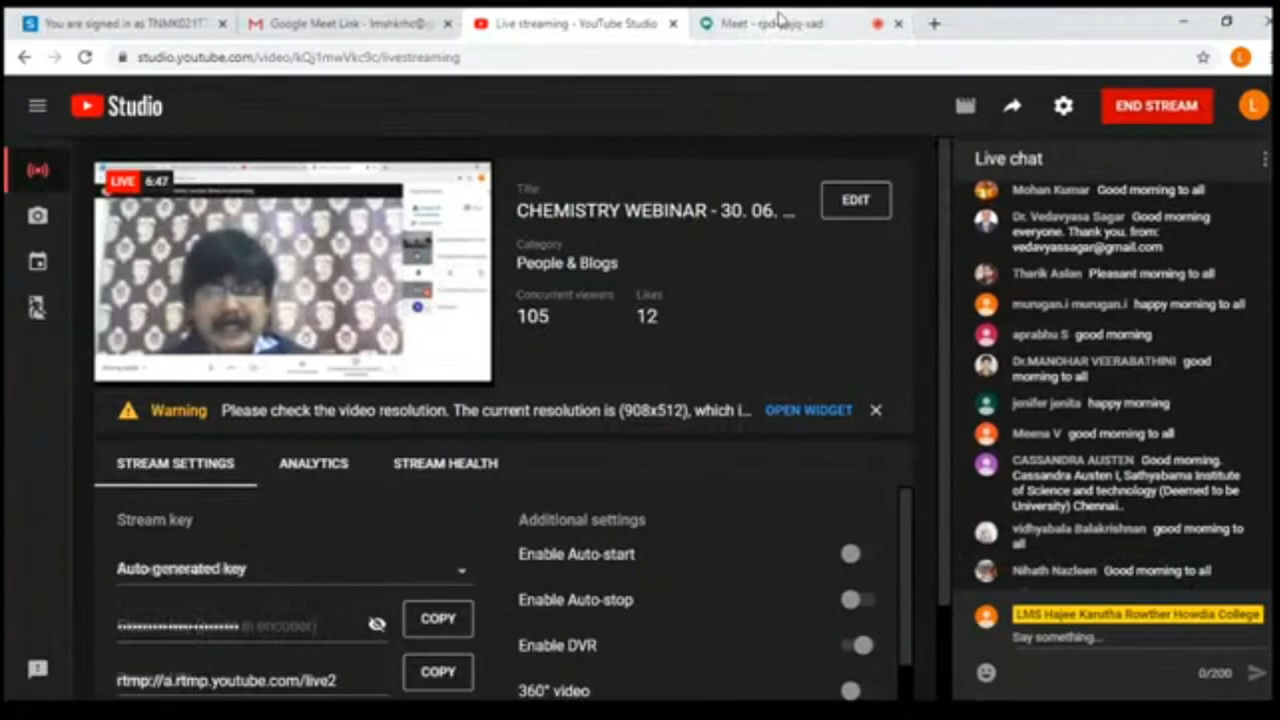 You are signed in as TNMK021T
Gmail Google Meet Link - lmshkrhc@
Live streaming - YouTube Studio
Meet -
studio.youtube.com/video/kQj1mwVkc9c/livestreaming
L
Studio
END STREAM
L
LIVE 6:47
Title
CHEMISTRY WEBINAR - 30. 06. ...
EDIT
Category
People & Blogs
Concurrent viewers
Likes
105
12
Warning Please check the video resolution. The current resolution is (908x512), which i...
OPEN WIDGET
STREAM SETTINGS
ANALYTICS
STREAM HEALTH
Stream key
Auto-generated key
in encoder)
COPY
rtmp://a.rtmp.youtube.com/live2
COPY
Additional settings
Enable Auto-start
Enable Auto-stop
Enable DVR
360° video
Live chat
Mohan Kumar Good morning to all
Dr. Vedavyasa Sagar Good morning
everyone. Thank you. from:
vedavyassagar@gmail.com
Tharik Aslan Pleasant morning to all
murugan.i murugan.i happy morning to all
aprabhu S good morning
Dr.MANOHAR VEERABATHINI good
morning to all
jenifer jenita happy morning
Meena V good morning to all
CASSANDRA AUSTEN Good morning.
Cassandra Austen I, Sathyabama Institute
of Science and technology (Deemed to be
University) Chennai..
vidhyabala Balakrishnan good morning to
all
Nihath Nazleen Good morning to all
LMS Hajee Karutha Rowther Howdia College
Say something...
0/200